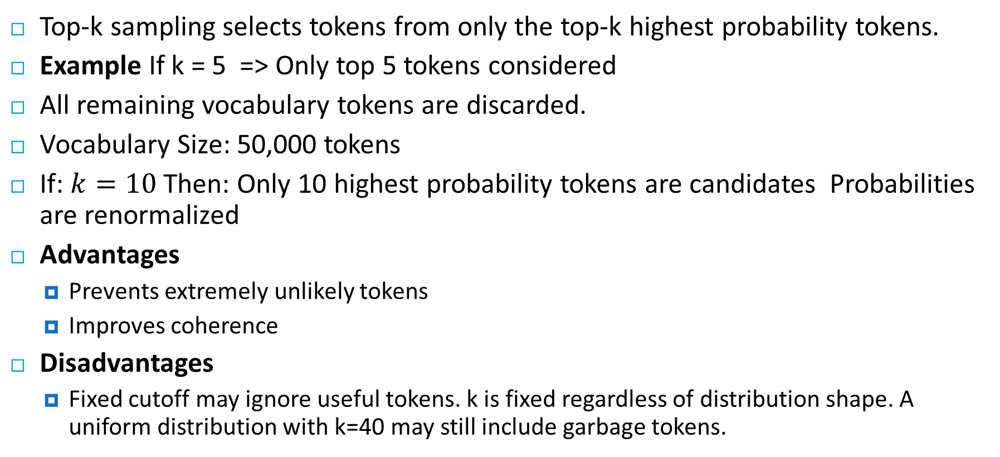 Top-k sampling selects tokens from only the top-k highest probability tokens.
Example If k = 5  => Only top 5 tokens considered
All remaining vocabulary tokens are discarded.
Vocabulary Size: 50,000 tokens
If: k = 10 Then: Only 10 highest probability tokens are candidates  Probabilities
are renormalized
Advantages
Prevents extremely unlikely tokens
Improves coherence
Disadvantages
Fixed cutoff may ignore useful tokens. k is fixed regardless of distribution shape. A
uniform distribution with k=40 may still include garbage tokens.